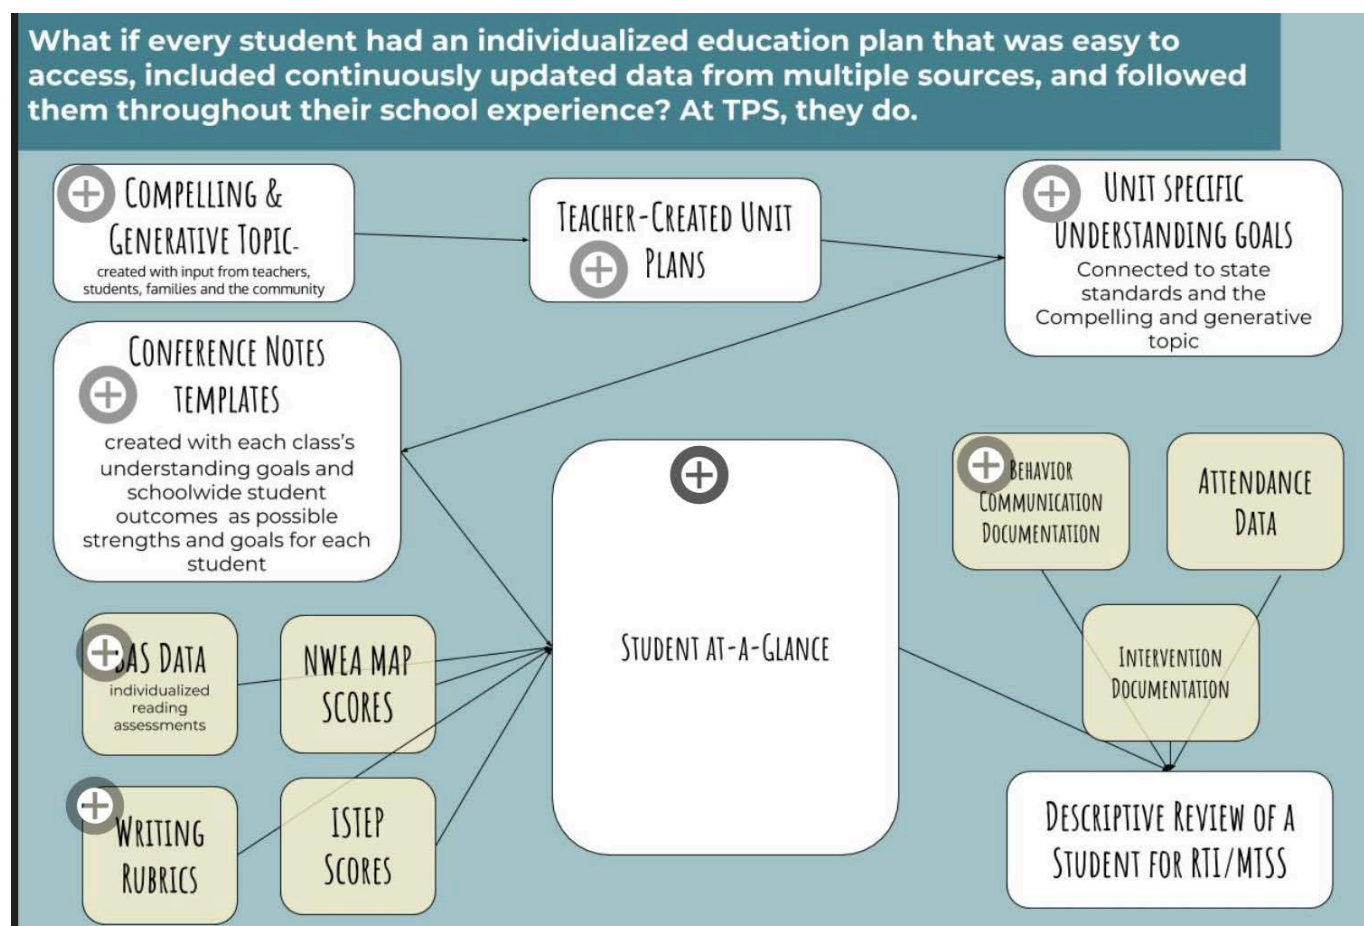 What if every student had an individualized education plan that was easy to
access, included continuously updated data from multiple sources, and followed
them throughout their school experience? At TPS, they do.
COMPELLING &
GENERATIVE TOPIC-
created with input from teachers,
students, families and the community
TEACHER-CREATED UNIT
PLANS
UNIT SPECIFIC
UNDERSTANDING GOALS
Connected to state
standards and the
Compelling and generative
topic
CONFERENCE NOTES
TEMPLATES
created with each class's
understanding goals and
schoolwide student
outcomes as possible
strengths and goals for each
student
STUDENT AT-A-GLANCE
BEHAVIOR
COMMUNICATION
DOCUMENTATION
ATTENDANCE
DATA
INTERVENTION
DOCUMENTATION
BAS DATA
individualized
reading
assessments
NWEA MAP
SCORES
WRITING
RUBRICS
ISTEP
SCORES
DESCRIPTIVE REVIEW OF A
STUDENT FOR RTI/MTSS